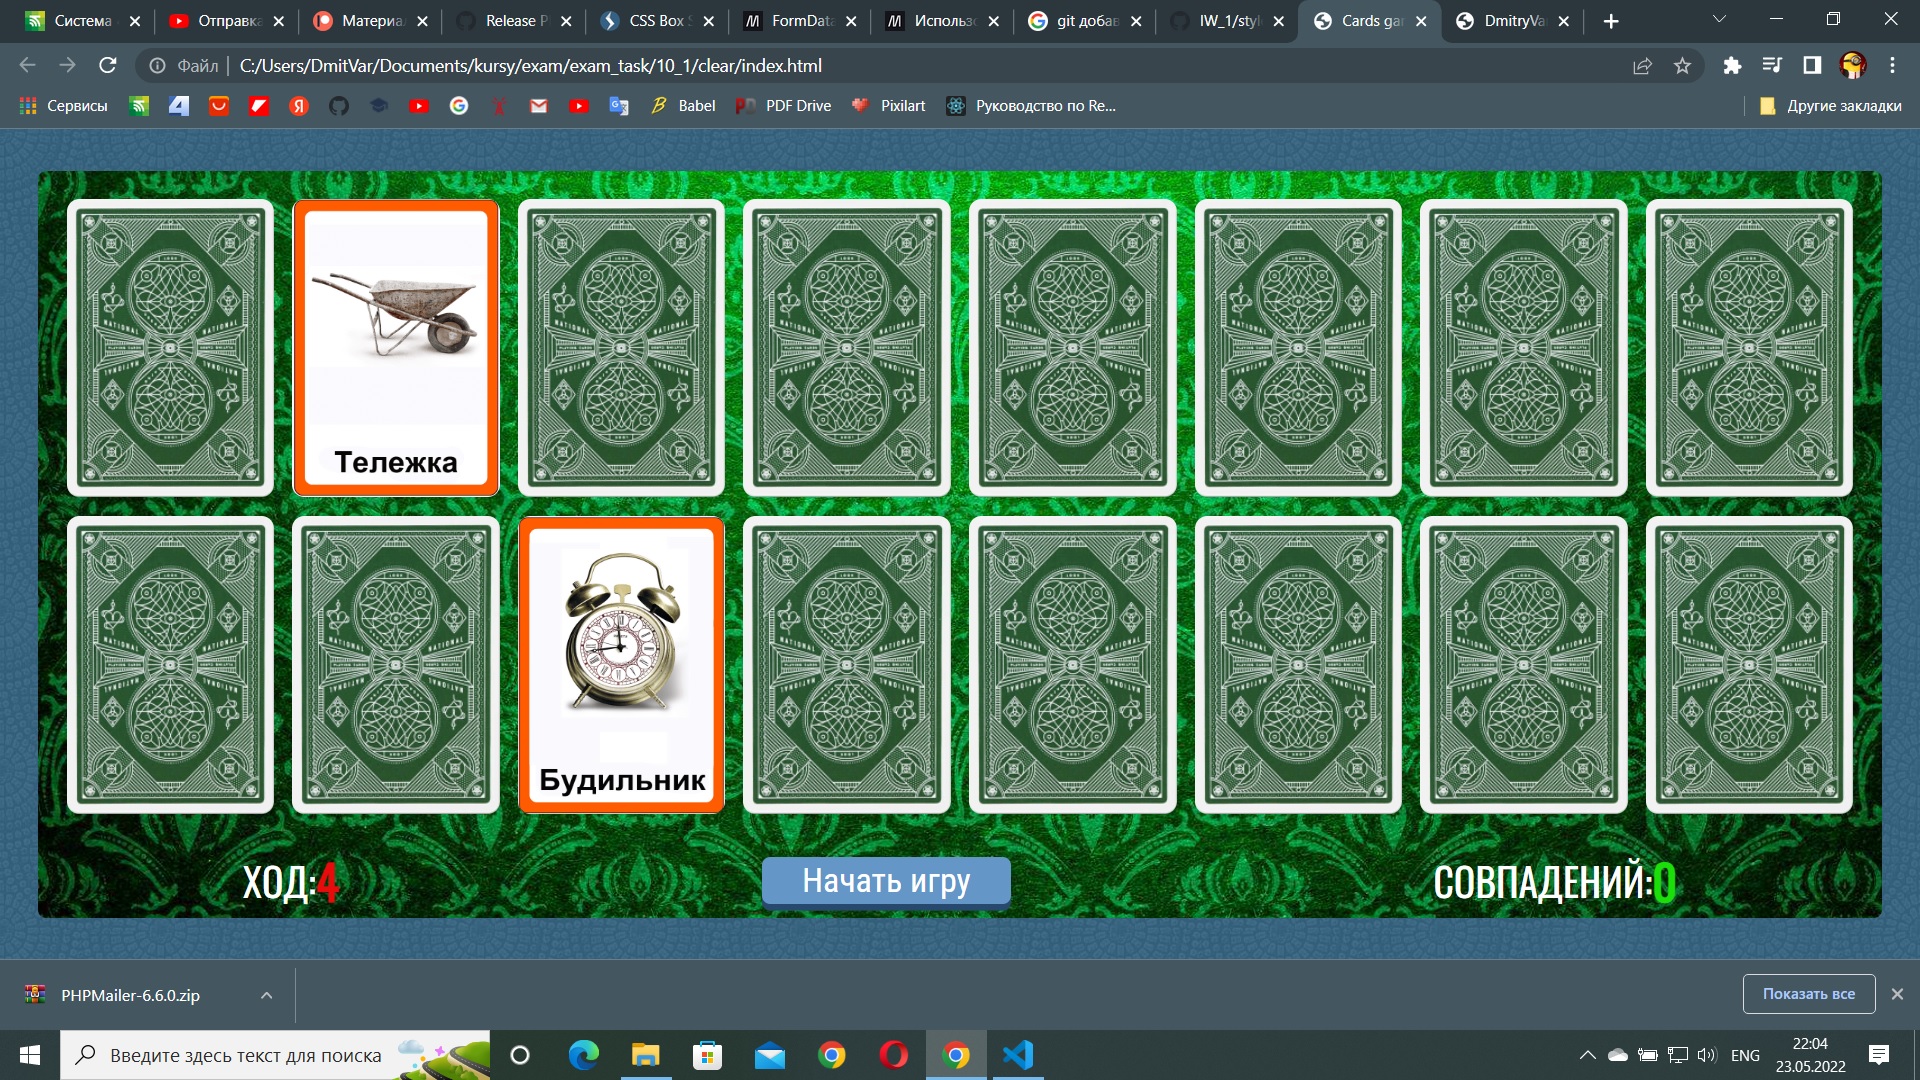 Система
Отправка
Материа
Release P
CSS Box S
FormData
Использо
git добав
IW_1/styl
Cards gar
DmitryVa
Файл
C:/Users/DmitVar/Documents/kursy/exam/exam_task/10_1/clear/index.html
Сервисы
Babel
PDF Drive
Pixilart
Руководство по Re...
Другие закладки
Тележка
Будильник
ХОД:4
Начать игру
СОВПАДЕНИЙ:0
PHPMailer-6.6.0.zip
Показать все
Введите здесь текст для поиска
ENG
22:04
23.05.2022